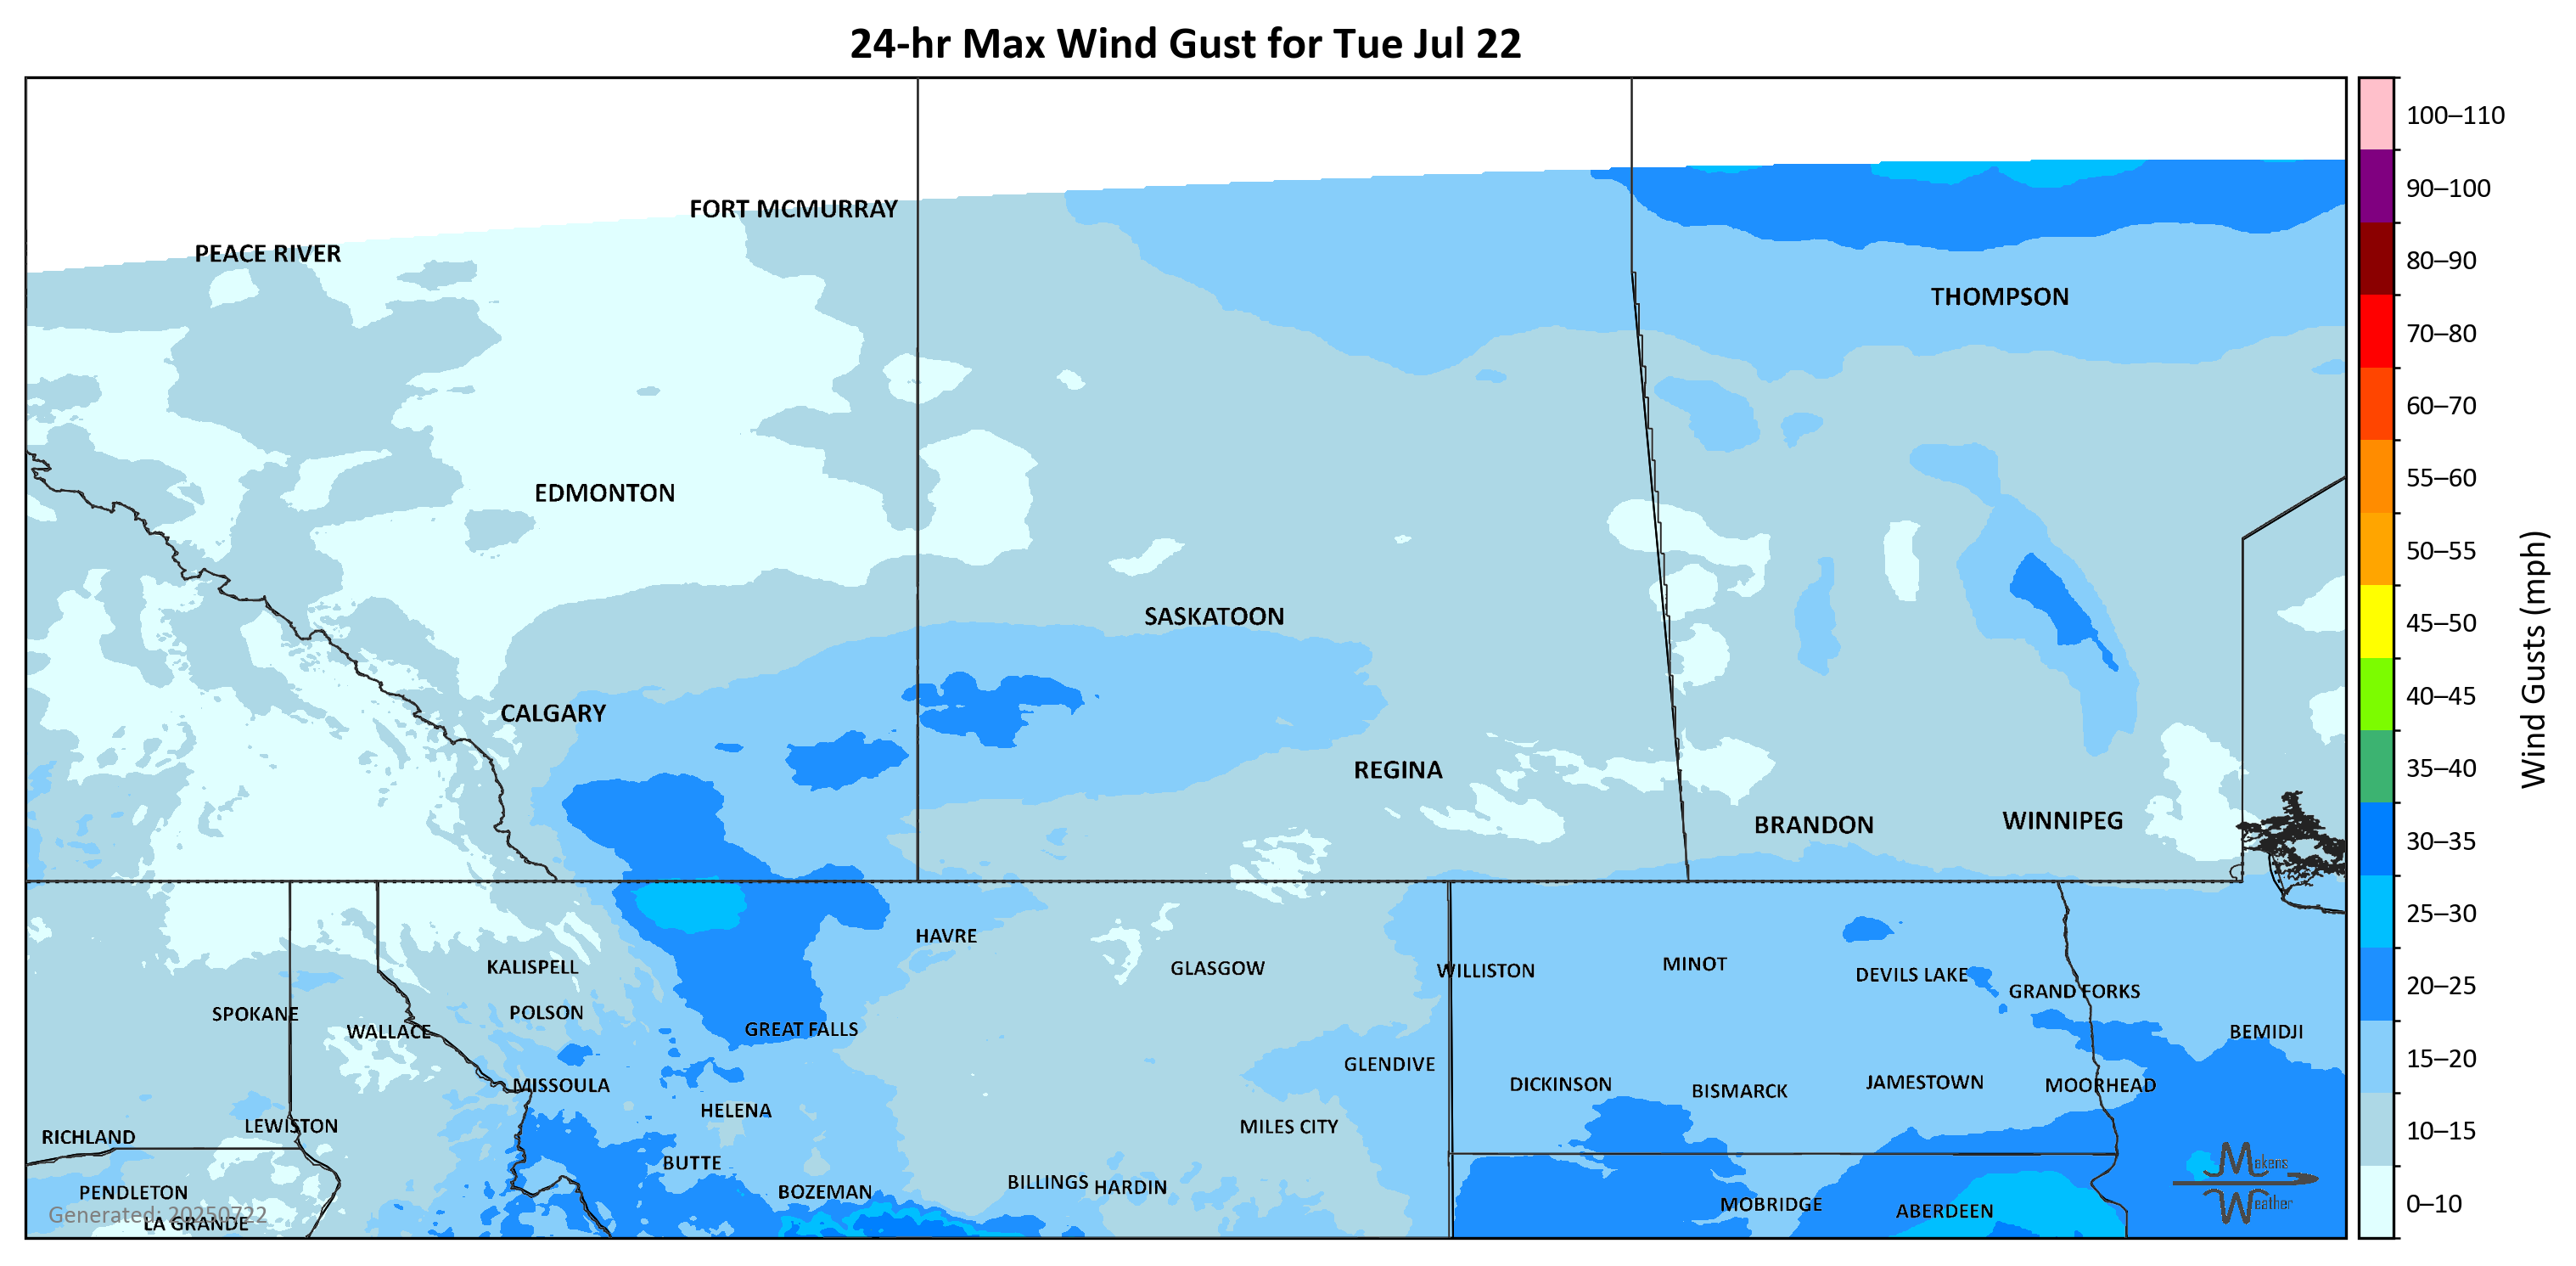 24-hr Max Wind Gust for Tue Jul 22
FORT MCMURRAY
PEACE RIVER
THOMPSON
EDMONTON
SASKATOON
CALGARY
REGINA
BRANDON
WINNIPEG
HAVRE
KALISPELL
GLASGOW
WILLISTON
MINOT
DEVILS LAKE
GRAND FORKS
SPOKANE
POLSON
WALLACE
GREAT FALLS
BEMIDJI
GLENDIVE
MISSOULA
DICKINSON
BISMARCK
JAMESTOWN
MOORHEAD
HELENA
LEWISTON
MILES CITY
RICHLAND
BUTTE
PENDLETON
BOZEMAN
BILLINGS
HARDIN
MOBRIDGE
ABERDEEN
Generated: 20250722
LA GRANDE
Makens
Weather
100–110
90–100
80–90
70–80
60–70
55–60
50–55
45–50
40–45
35–40
30–35
25–30
20–25
15–20
10–15
0–10
Wind Gusts (mph)